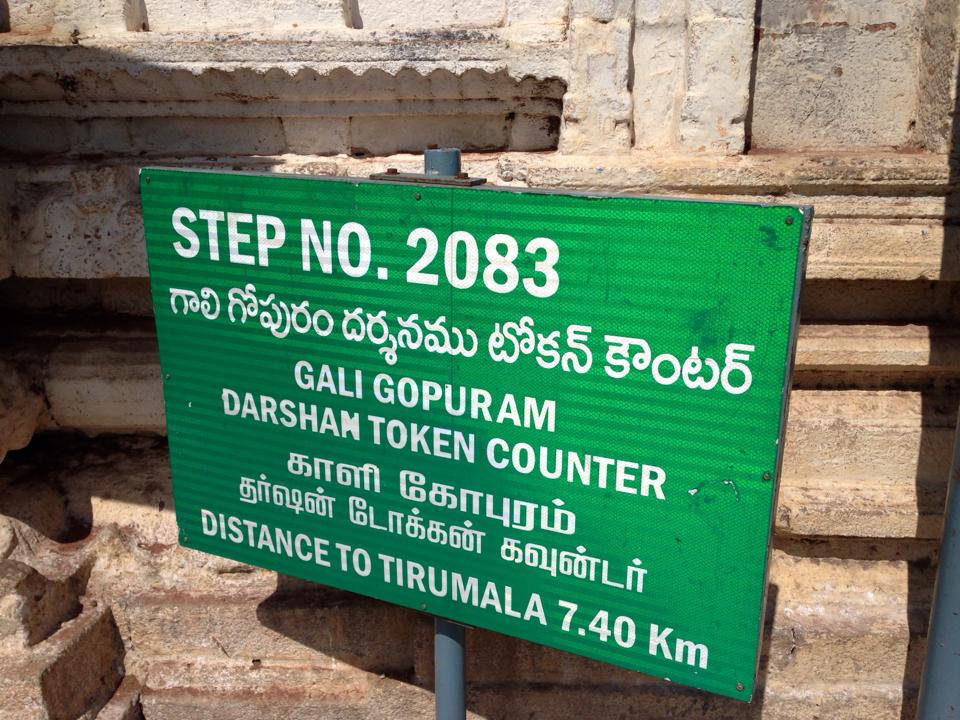 STEP NO. 2083
గాలి గోపురం దర్శనము టోకన్ కౌంటర్
GALI GOPURAM
DARSHAN TOKEN COUNTER
காளி கோபுரம்
தர்ஷன் டோக்கன் கவுன்டர்
DISTANCE TO TIRUMALA 7.40 Km